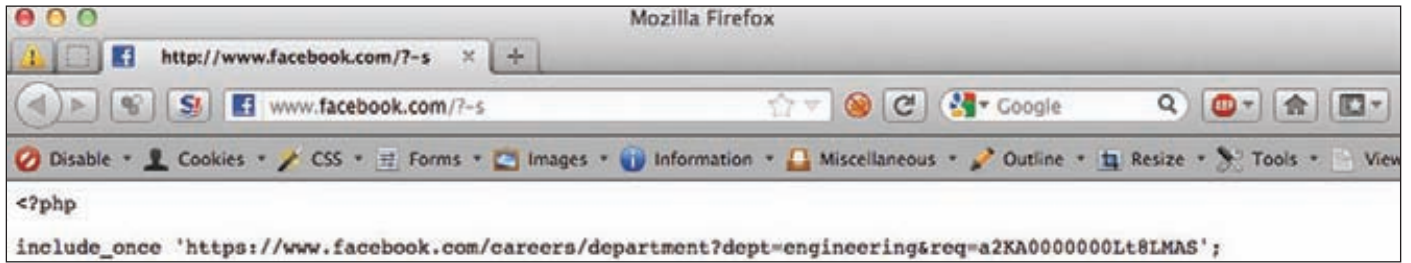 Mozilla Firefox
http://www.facebook.com/?-s
www.facebook.com/?-s
Google
Disable Cookies CSS Forms Images Information Miscellaneous Outline Resize Tools View
<?php
include_once 'https://www.facebook.com/careers/department?dept=engineering&req=a2KA0000000Lt8LMAS';